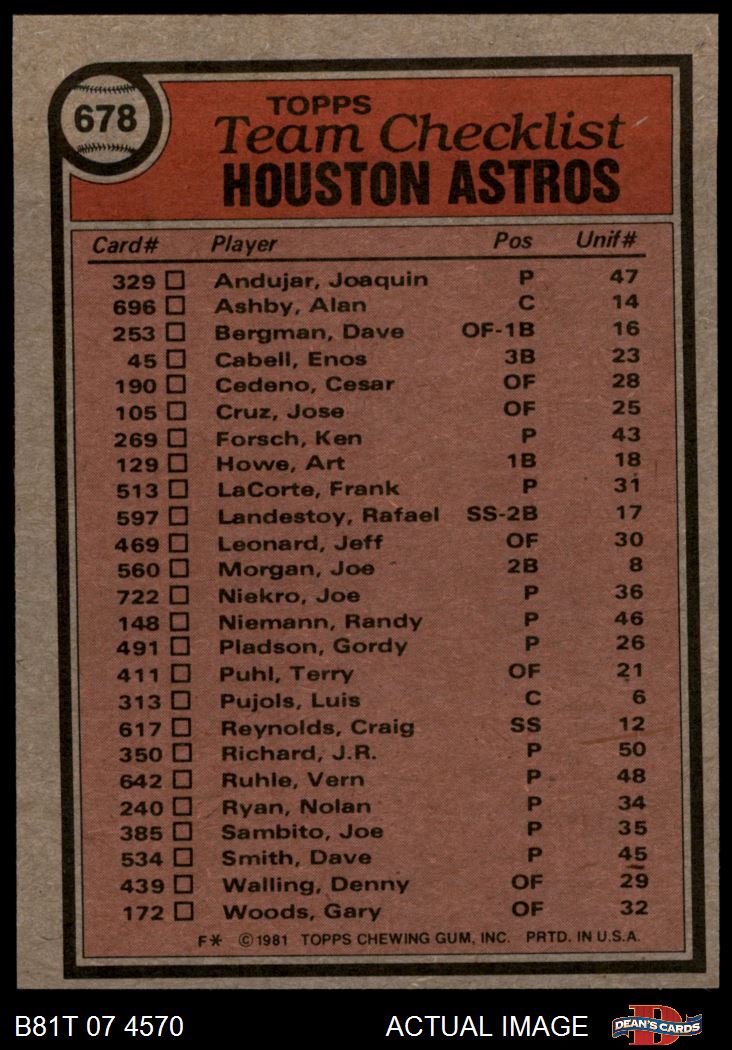 678
TOPPS
Team Checklist
HOUSTON ASTROS
Card# Player Pos Unif#
329 Andujar, Joaquin P 47
696 Ashby, Alan C 14
253 Bergman, Dave OF-1B 16
45 Cabell, Enos 3B 23
190 Cedeno, Cesar OF 28
105 Cruz, Jose OF 25
269 Forsch, Ken P 43
129 Howe, Art 1B 18
513 LaCorte, Frank P 31
597 Landestoy, Rafael SS-2B 17
469 Leonard, Jeff OF 30
560 Morgan, Joe 2B 8
722 Niekro, Joe P 36
148 Niemann, Randy P 46
491 Pladson, Gordy P 26
411 Puhl, Terry OF 21
313 Pujols, Luis C 6
617 Reynolds, Craig SS 12
350 Richard, J.R. P 50
642 Ruhle, Vern P 48
240 Ryan, Nolan P 34
385 Sambito, Joe P 35
534 Smith, Dave P 45
439 Walling, Denny OF 29
172 Woods, Gary OF 32
F* ©1981 TOPPS CHEWING GUM, INC. PRTD. IN U.S.A.
B81T 07 4570 ACTUAL IMAGE D DEAN'S CARDS